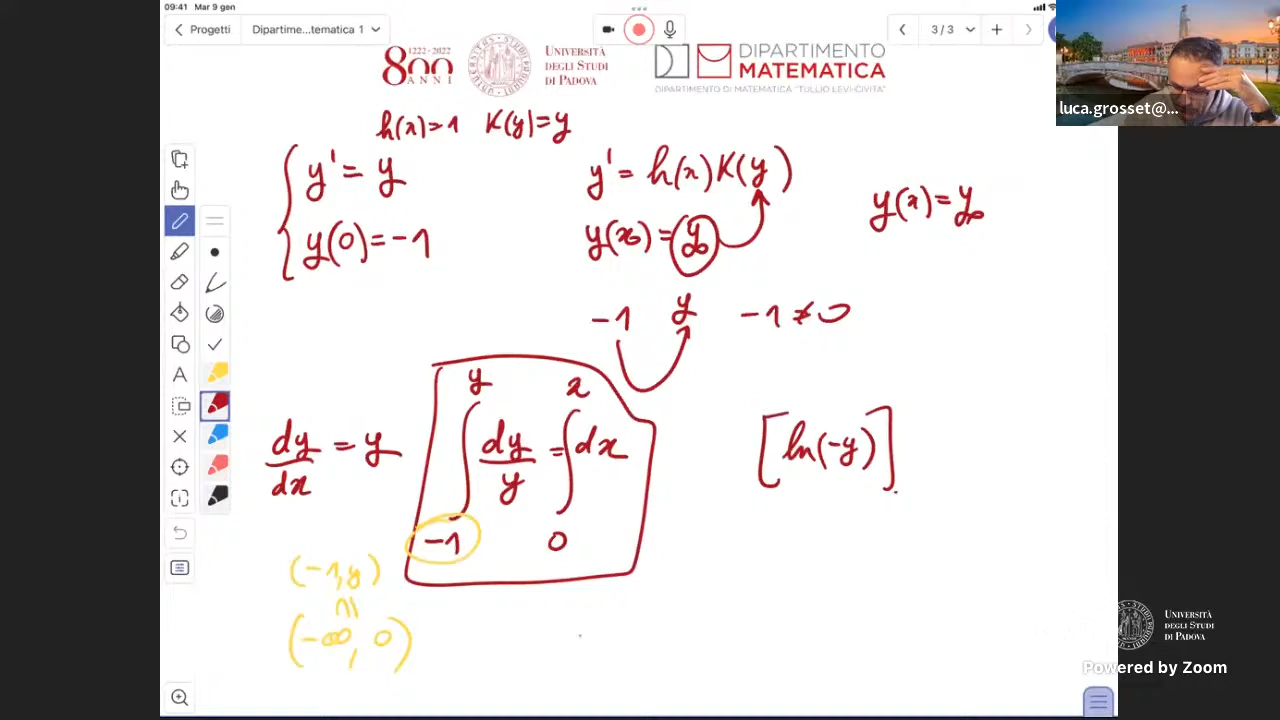 09:41 Mar 9 gen
Progetti
Dipartime...tematica 1
3/3
800
1222-2022
ANNI
UNIVERSITÀ
DEGLI STUDI
DI PADOVA
DIPARTIMENTO
MATEMATICA
DIPARTIMENTO DI MATEMATICA "TULLIO LEVI-CIVITA"
luca.grosset@...
h(x)=1 K(y)=y
y' = y
y(0)=-1
y' = h(x)K(y)
y(x₀)=y₀
y(x)=y₀
-1 y -1≠0
dy/dx = y
∫_{-1}^{y} dy/y = ∫_{0}^{x} dx
[ln(-y)]
(-1,y)
(-∞, 0)
A
UNIVERSITÀ
DEGLI STUDI
DI PADOVA
Powered by Zoom